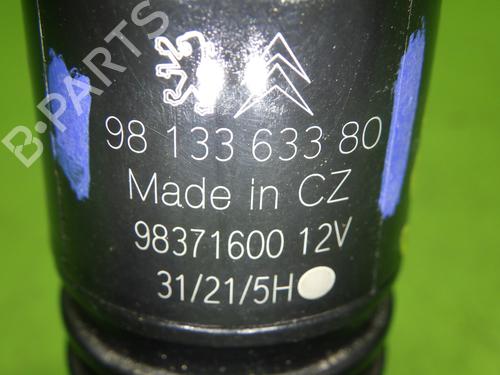 B-PARTS
98 133 633 80
Made in CZ
98371600 12V
31/21/5H